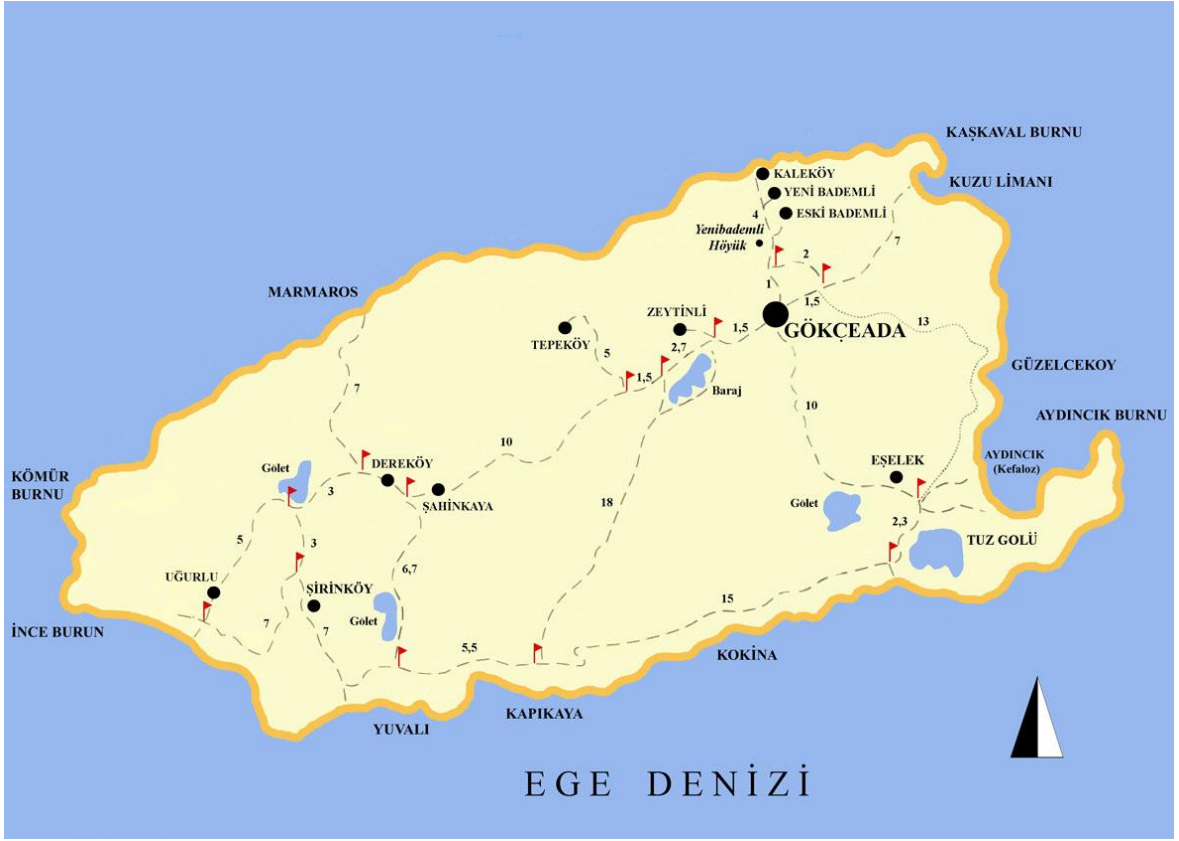 KAŞKAVAL BURNU
KALEKÖY
KUZU LİMANI
YENİ BADEMLİ
ESKİ BADEMLİ
4
Yenibademli
Höyük
7
2
1
MARMAROS
1,5
ZEYTİNLİ
13
GÖKÇEADA
1,5
TEPEKÖY
2,7
5
1,5
GÜZELCEKOY
7
Baraj
10
AYDINCIK BURNU
10
AYDINCIK
(Kefaloz)
EŞELEK
DEREKÖY
Gölet
KÖMÜR
BURNU
3
ŞAHİNKAYA
18
Gölet
2,3
TUZ GOLÜ
5
3
6,7
UĞURLU
ŞİRİNKÖY
15
Gölet
7
7
İNCE BURUN
5,5
KOKİNA
KAPIKAYA
YUVALI
EGE DENİZİ